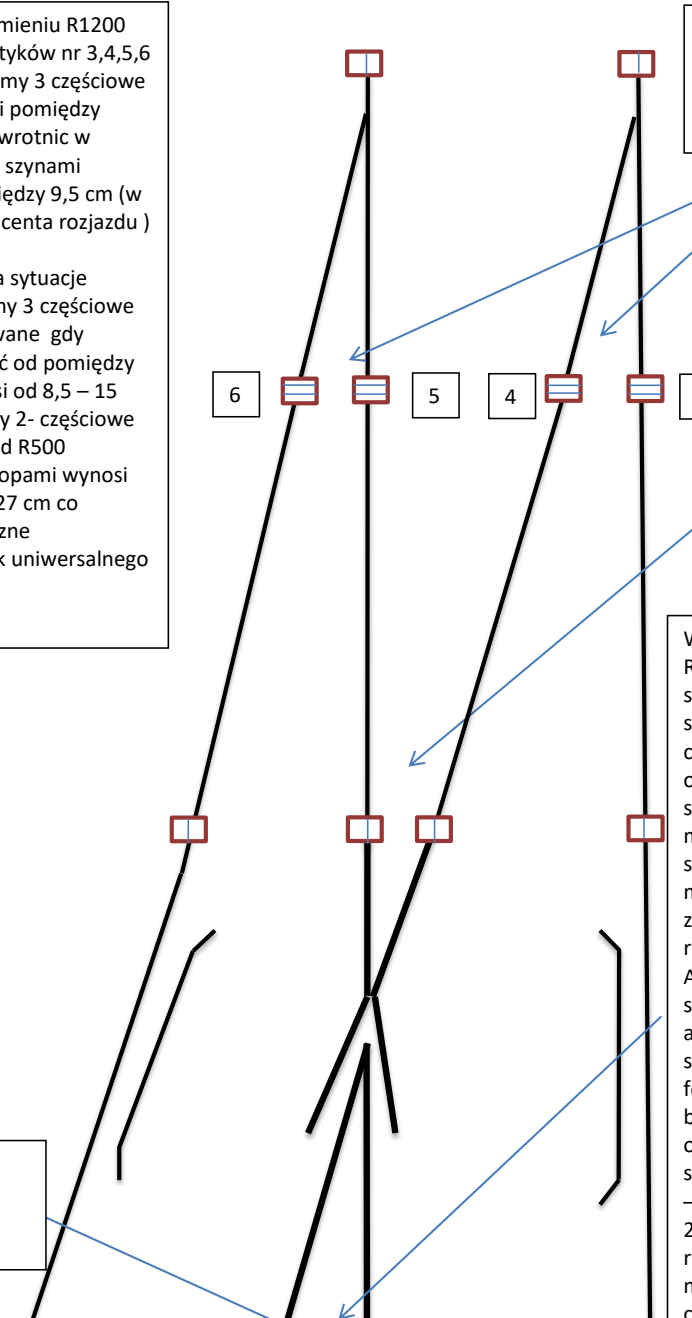 mieniu R1200
tyków nr 3,4,5,6
my 3 częściowe
i pomiędzy
wrotnic w
szynami
iędzy 9,5 cm (w
centa rozjazdu )
a sytuacje
ny 3 częściowe
wane gdy
ć od pomiędzy
si od 8,5 – 15
y 2- częściowe
d R500
opami wynosi
27 cm co
zne
k uniwersalnego
6
5
4
W
R
s
s
o
s
n
s
n
z
r
A
s
a
s
f
b
o
s
–
2
r
n